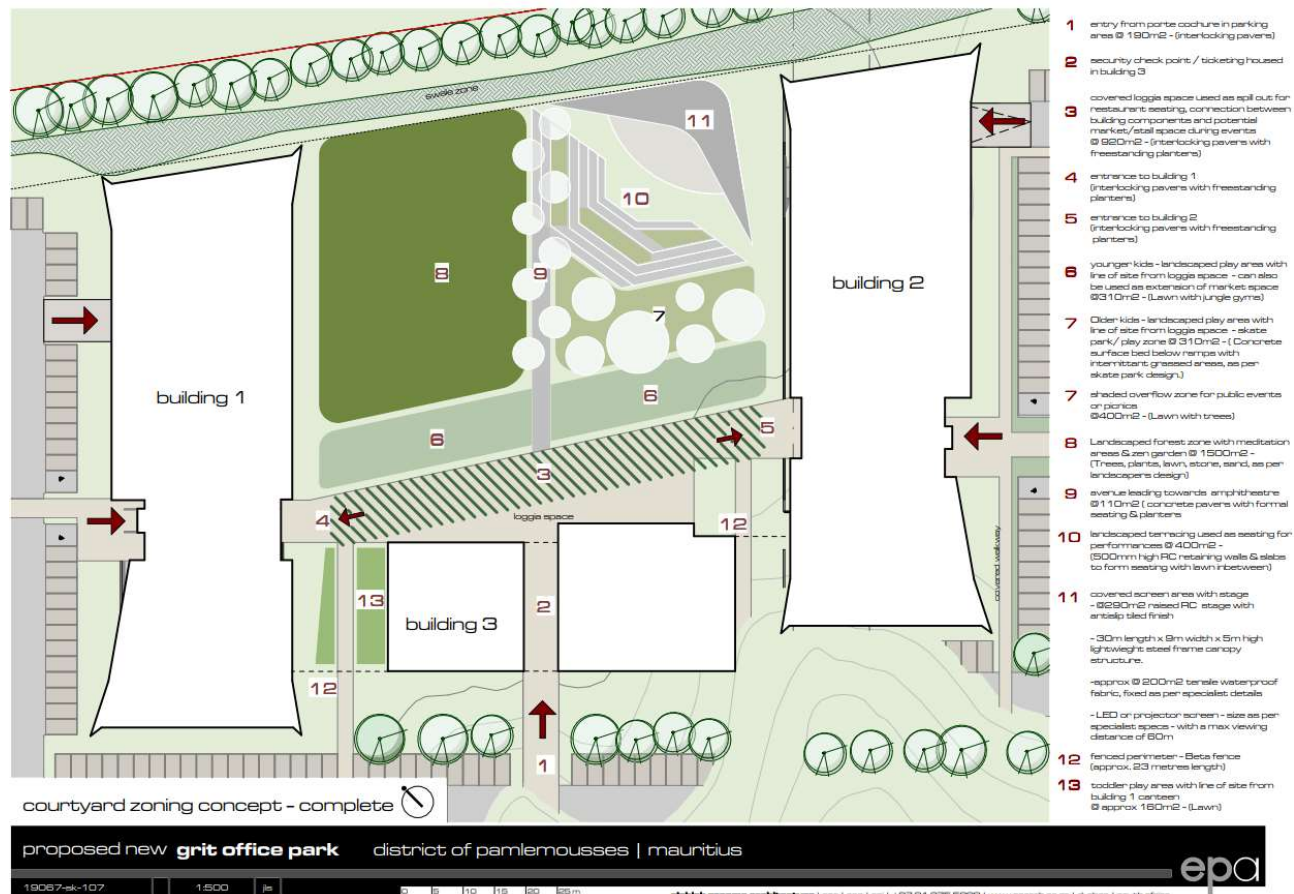 swale zone
11
10
8
9
7
6
6
5
3
4
12
13
2
12
1
building 1
building 2
building 3
loggia space
covered walkway
1 entry from porte cochure in parking
area @ 190m2 - (interlocking pavers)
2 security check point / ticketing housed
in building 3
3 covered loggia space used as spill out for
restaurant seating, connection between
building components and potential
market/stall space during events
@ 920m2 - (interlocking pavers with
freestanding planters)
4 entrance to building 1
(interlocking pavers with freestanding
planters)
5 entrance to building 2
(interlocking pavers with freestanding
planters)
6 younger kids - landscaped play area with
line of site from loggia space - can also
be used as extension of market space
@310m2 - (Lawn with jungle gyms)
7 Older kids - landscaped play area with
line of site from loggia space - skate
park/ play zone @ 310m2 - ( Concrete
surface bed below ramps with
intermittant grassed areas, as per
skate park design.)
7 shaded overflow zone for public events
or picnics
@400m2 - (Lawn with trees)
8 Landscaped forest zone with meditation
areas & zen garden @ 1500m2 -
(Trees, plants, lawn, stone, sand, as per
landscapers design)
9 avenue leading towards amphitheatre
@110m2 ( concrete pavers with formal
seating & planters
10 landscaped terracing used as seating for
performances @ 400m2 -
(500mm high RC retaining walls & slabs
to form seating with lawn inbetween)
11 covered screen area with stage
- @290m2 raised RC stage with
antislip tiled finish
- 30m length x 9m width x 5m high
lightwieght steel frame canopy
structure.
-approx @ 200m2 tensile waterproof
fabric, fixed as per specialist details
- LED or projector screen - size as per
specialist specs - with a max viewing
distance of 60m
12 fenced perimeter - Beta fence
(approx. 23 metres length)
13 toddler play area with line of site from
building 1 canteen
@ approx 160m2 - (Lawn)
courtyard zoning concept - complete
proposed new grit office park district of pamlemousses | mauritius
epa
19067-sk-107 1:500 jls
0 5 10 15 20 25m